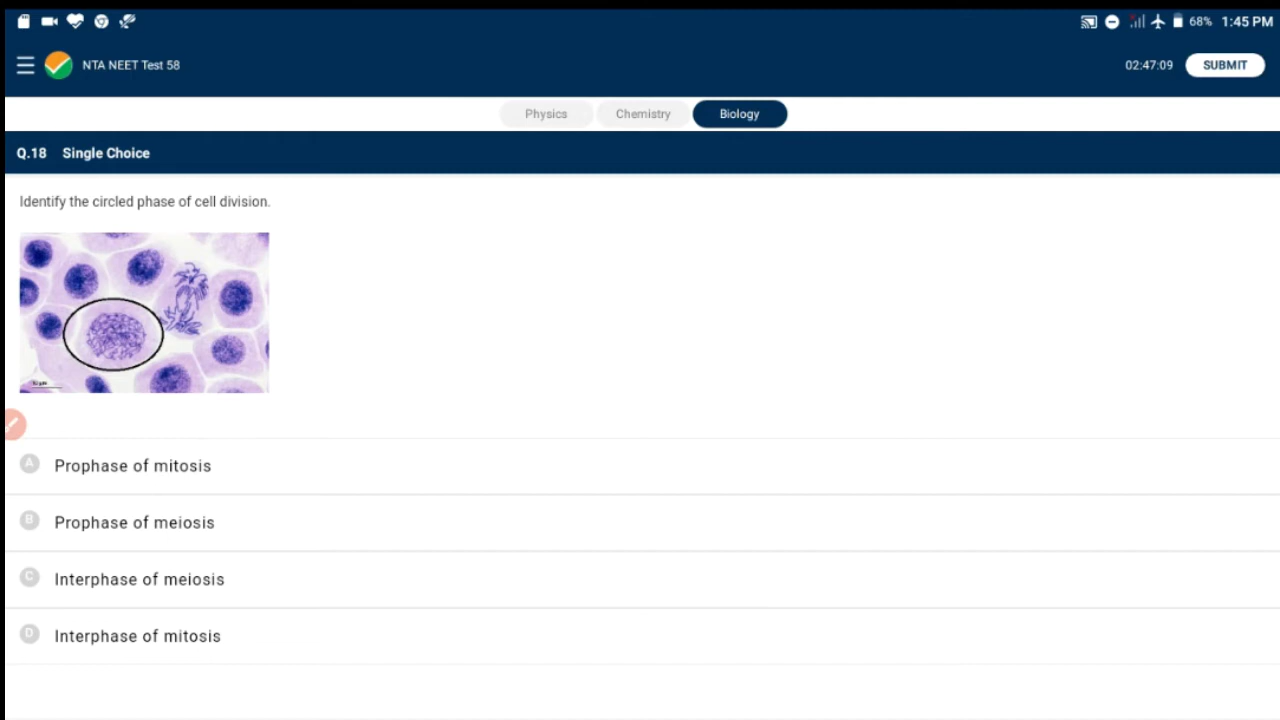 68% 1:45 PM
NTA NEET Test 58
02:47:09 SUBMIT
Physics Chemistry Biology
Q.18 Single Choice
Identify the circled phase of cell division.
A Prophase of mitosis
B Prophase of meiosis
C Interphase of meiosis
D Interphase of mitosis